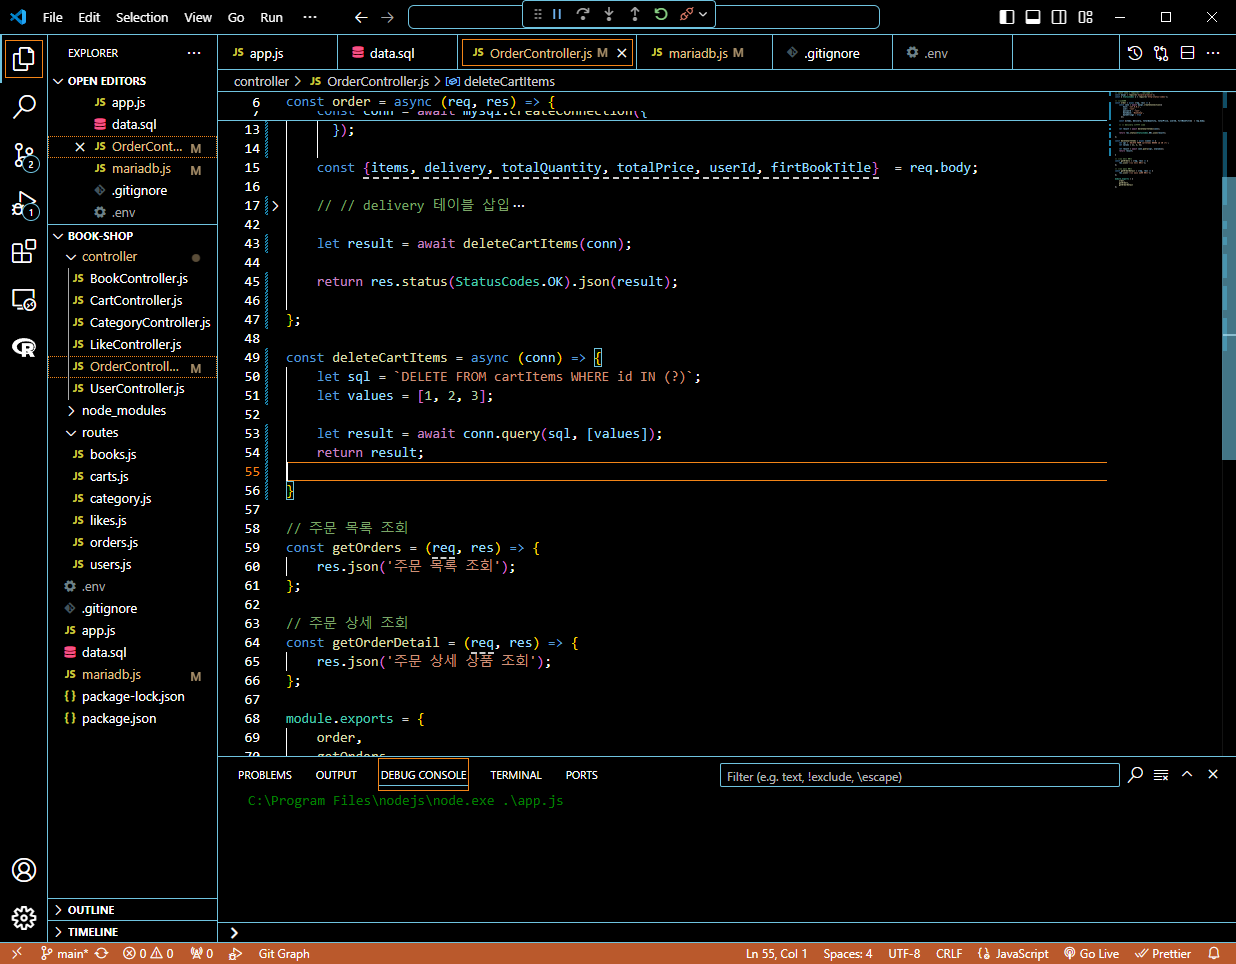 File Edit Selection View Go Run ···
EXPLORER ···
OPEN EDITORS
JS app.js
data.sql
JS OrderCont... M
JS mariadb.js M
.gitignore
.env
BOOK-SHOP
controller
JS BookController.js
JS CartController.js
JS CategoryController.js
JS LikeController.js
JS OrderControll... M
JS UserController.js
node_modules
routes
JS books.js
JS carts.js
JS category.js
JS likes.js
JS orders.js
JS users.js
.env
.gitignore
JS app.js
data.sql
JS mariadb.js M
{} package-lock.json
{} package.json
OUTLINE
TIMELINE
2
1
JS app.js data.sql JS OrderController.js M JS mariadb.js M .gitignore .env
controller > JS OrderController.js > deleteCartItems
6 const order = async (req, res) => {
7 const conn = await mysql.createConnection({
13 });
14
15 const {items, delivery, totalQuantity, totalPrice, userId, firtBookTitle} = req.body;
16
17 // // delivery 테이블 삽입···
42
43 let result = await deleteCartItems(conn);
44
45 return res.status(StatusCodes.OK).json(result);
46
47 };
48
49 const deleteCartItems = async (conn) => {
50 let sql = `DELETE FROM cartItems WHERE id IN (?)`;
51 let values = [1, 2, 3];
52
53 let result = await conn.query(sql, [values]);
54 return result;
55
56 }
57
58 // 주문 목록 조회
59 const getOrders = (req, res) => {
60 res.json('주문 목록 조회');
61 };
62
63 // 주문 상세 조회
64 const getOrderDetail = (req, res) => {
65 res.json('주문 상세 상품 조회');
66 };
67
68 module.exports = {
69 order,
70 getOrders,
PROBLEMS OUTPUT DEBUG CONSOLE TERMINAL PORTS Filter (e.g. text, !exclude, \escape)
C:\Program Files\nodejs\node.exe .\app.js
main* 0 0 0 Git Graph Ln 55, Col 1 Spaces: 4 UTF-8 CRLF {} JavaScript Go Live Prettier